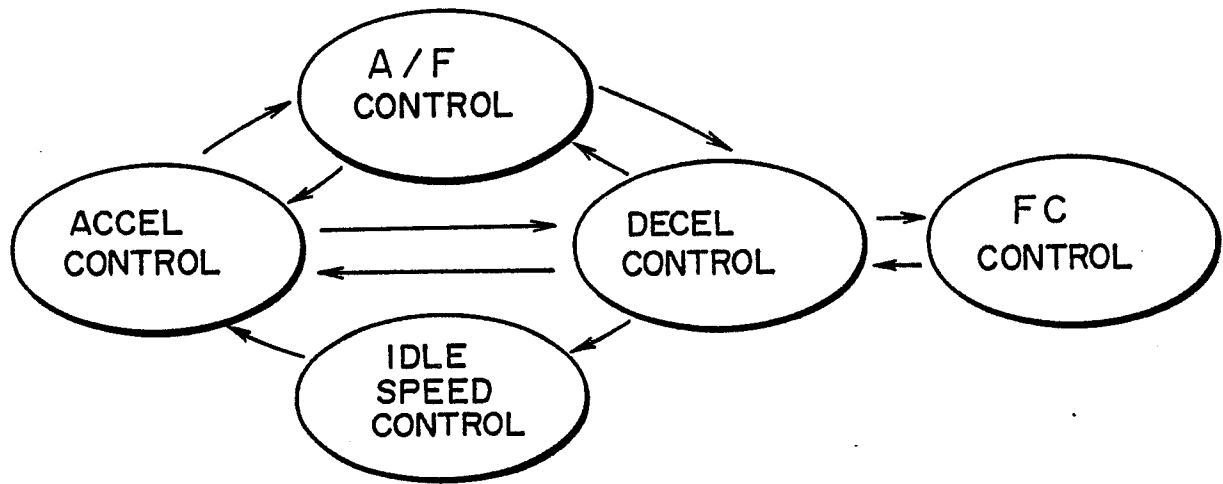 A/F
CONTROL
ACCEL
CONTROL
DECEL
CONTROL
FC
CONTROL
IDLE
SPEED
CONTROL